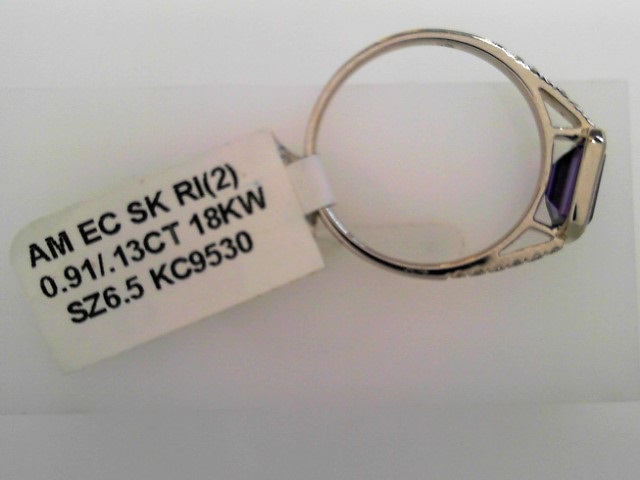 AM EC SK RI(2)
0.91/.13CT 18KW
SZ6.5 KC9530